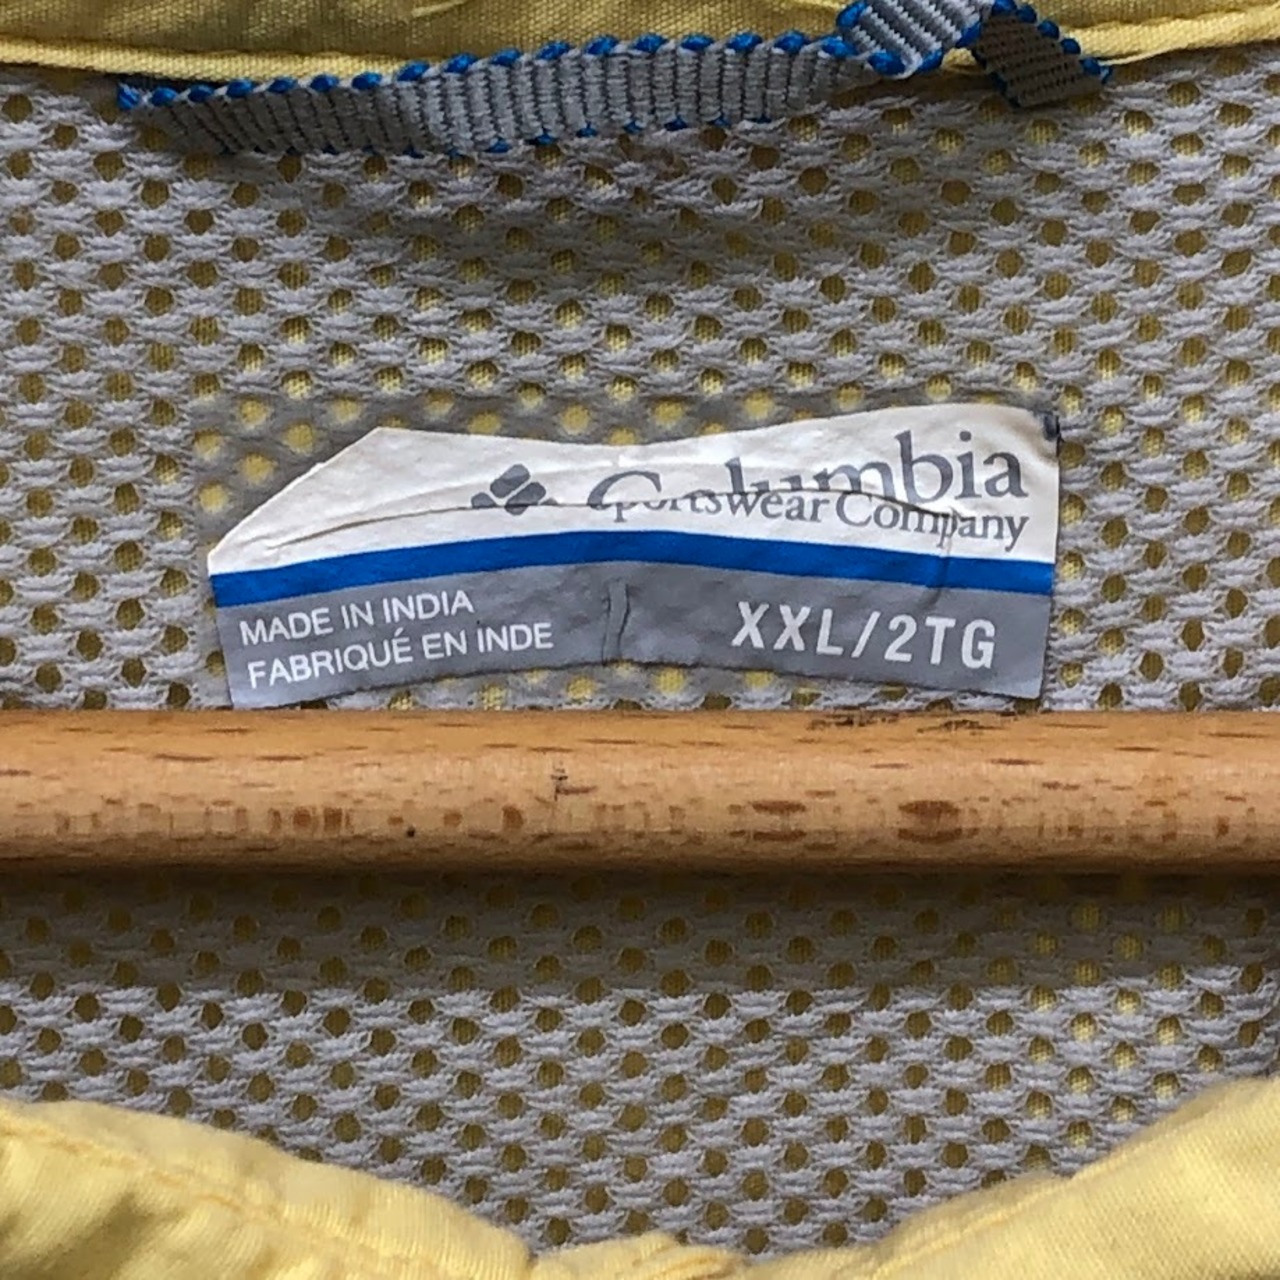 Columbia
Sportswear Company
MADE IN INDIA
FABRIQUÉ EN INDE
XXL/2TG